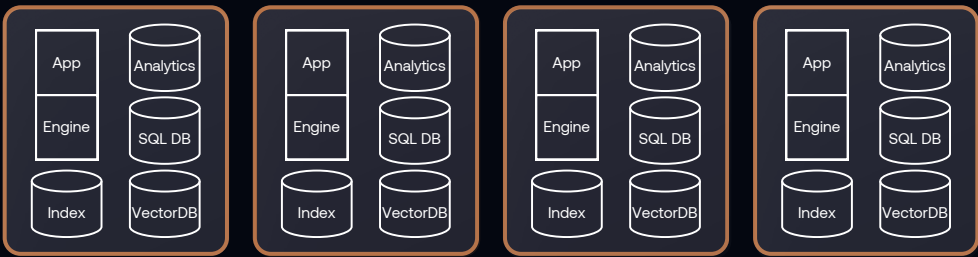 App
Analytics
Engine
SQL DB
Index
VectorDB
App
Analytics
Engine
SQL DB
Index
VectorDB
App
Analytics
Engine
SQL DB
Index
VectorDB
App
Analytics
Engine
SQL DB
Index
VectorDB